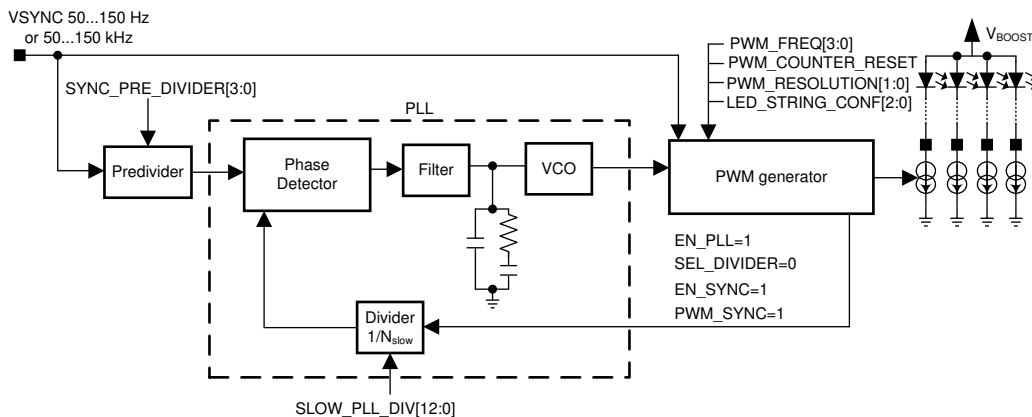 VSYNC 50...150 Hz
or 50...150 kHz
SYNC_PRE_DIVIDER[3:0]
Predivider
PLL
Phase
Detector
Filter
VCO
Divider
1/Nslow
SLOW_PLL_DIV[12:0]
PWM_FREQ[3:0]
PWM_COUNTER_RESET
PWM_RESOLUTION[1:0]
LED_STRING_CONF[2:0]
PWM generator
EN_PLL=1
SEL_DIVIDER=0
EN_SYNC=1
PWM_SYNC=1
VBOOST